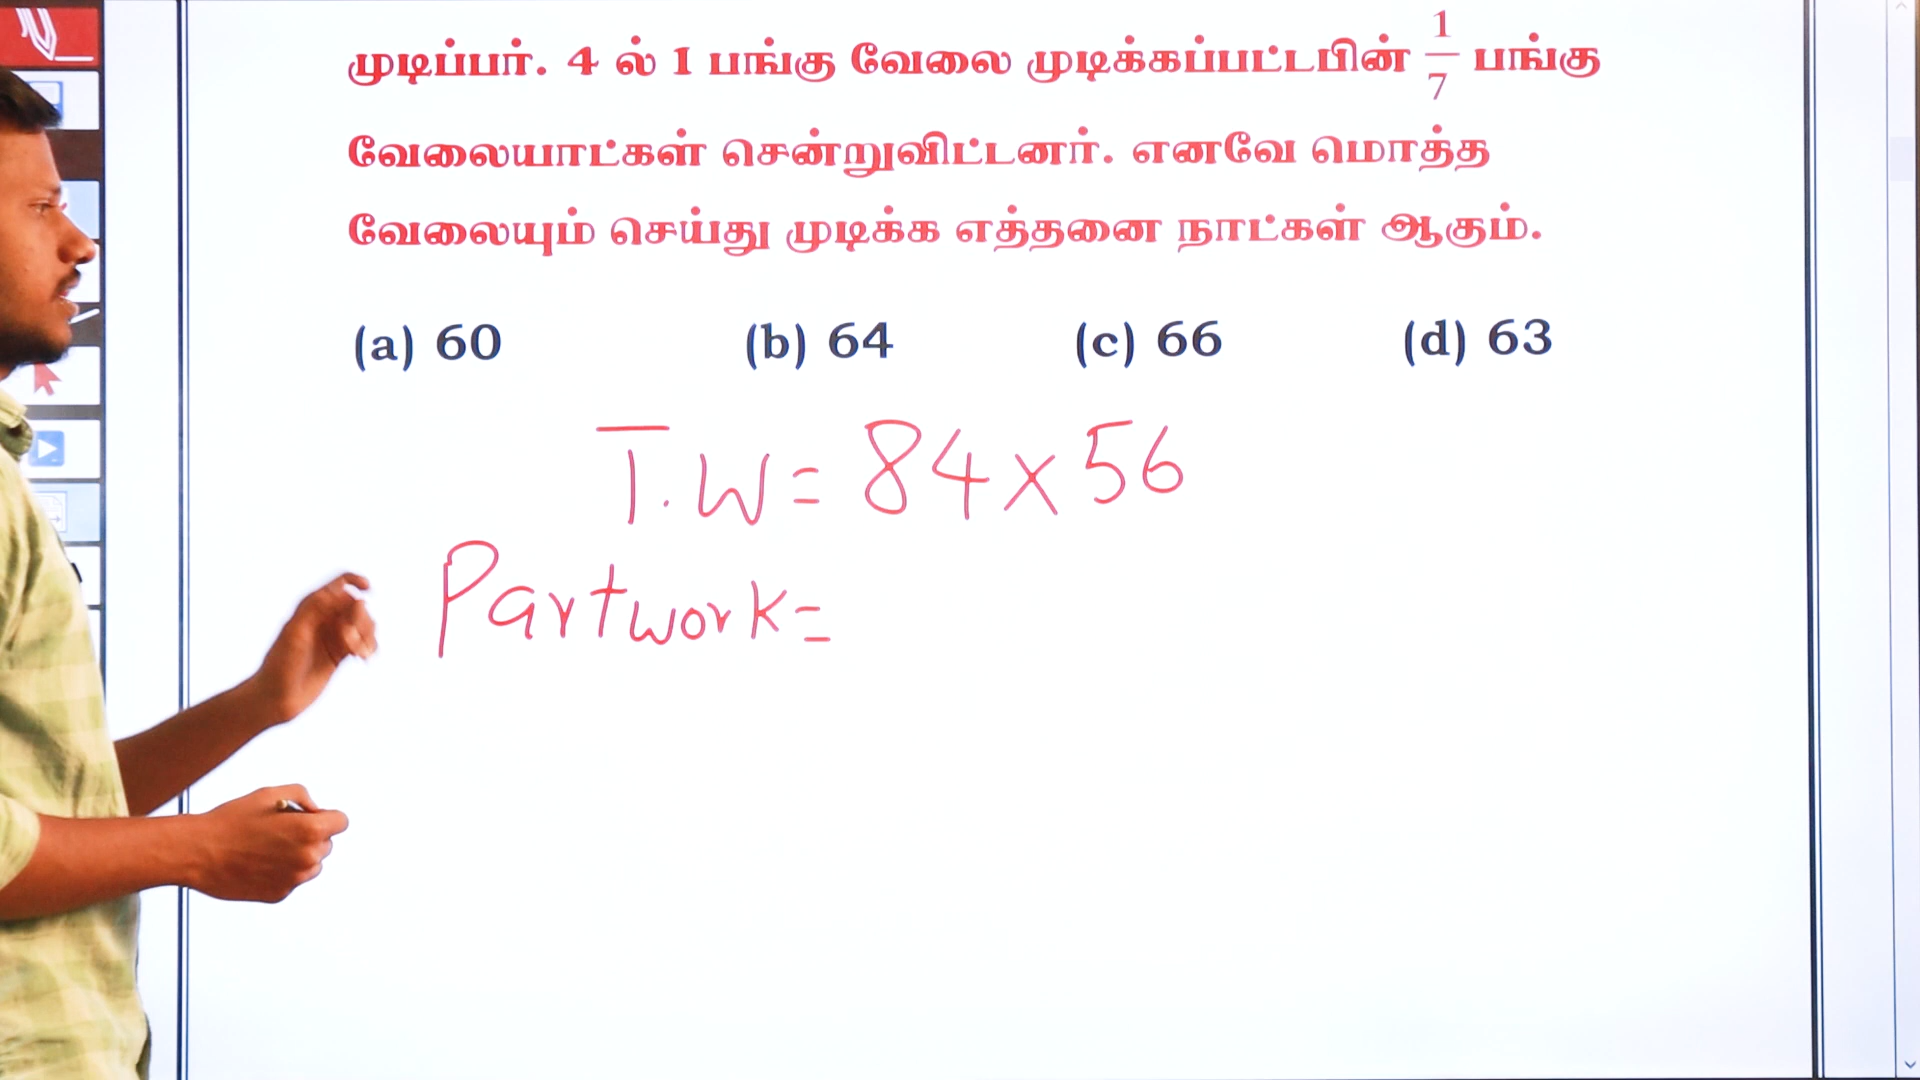 முடிப்பர். 4 ல் 1 பங்கு வேலை முடிக்கப்பட்டபின் 1/7 பங்கு
வேலையாட்கள் சென்றுவிட்டனர். எனவே மொத்த
வேலையும் செய்து முடிக்க எத்தனை நாட்கள் ஆகும்.
(a) 60 (b) 64 (c) 66 (d) 63
T.W = 84 x 56
Partwork =